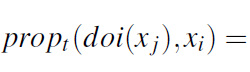 prop_t(doi(x_j),x_i) =